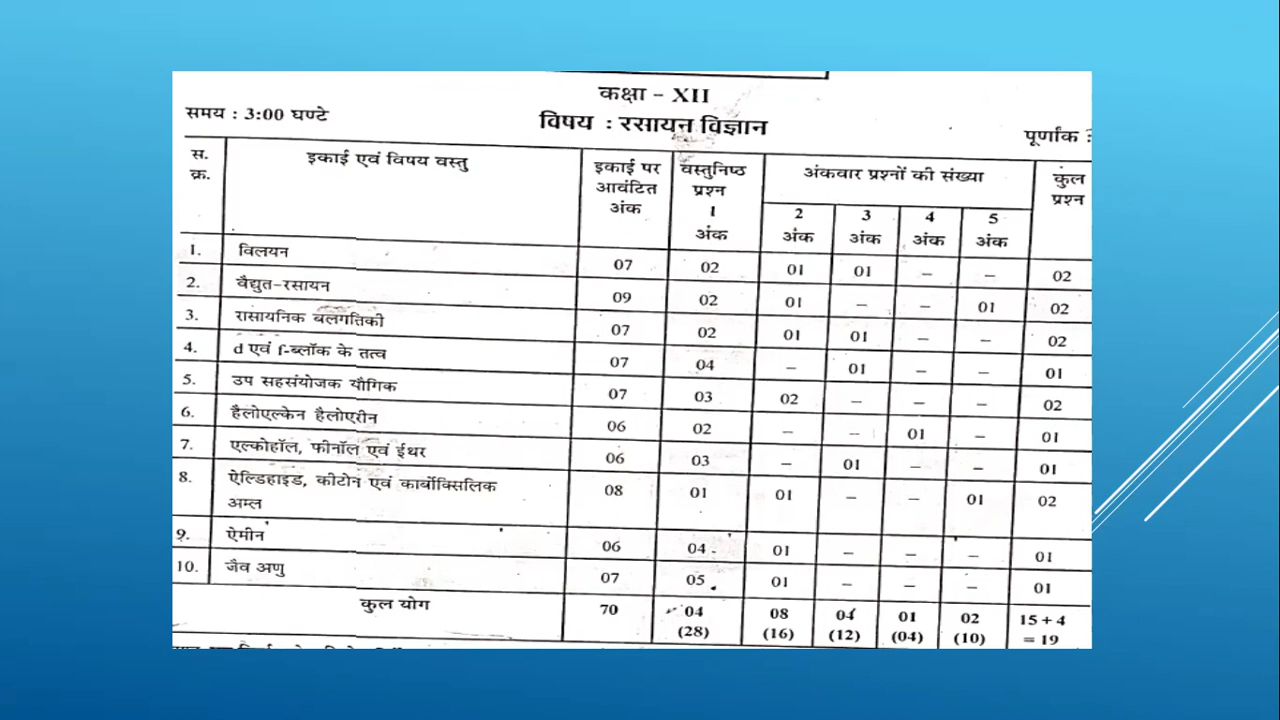 कक्षा – XII
समय : 3:00 घण्टे
विषय : रसायन विज्ञान
पूर्णांक :
स. क्र. इकाई एवं विषय वस्तु इकाई पर आवंटित अंक वस्तुनिष्ठ प्रश्न 1 अंक अंकवार प्रश्नों की संख्या कुल प्रश्न
2 अंक 3 अंक 4 अंक 5 अंक
1. विलयन 07 02 01 01 – – 02
2. वैद्युत-रसायन 09 02 01 – – 01 02
3. रासायनिक बलगतिकी 07 02 01 01 – – 02
4. d एवं f-ब्लॉक के तत्व 07 04 – 01 – – 01
5. उप सहसंयोजक यौगिक 07 03 02 – – – 02
6. हैलोएल्केन हैलोएरीन 06 02 – – 01 – 01
7. एल्कोहॉल, फीनॉल एवं ईथर 06 03 – 01 – – 01
8. ऐल्डिहाइड, कीटोन एवं कार्बोक्सिलिक 08 01 01 – – 01 02
अम्ल
9. ऐमीन 06 04 01 – – – 01
10. जैव अणु 07 05 01 – – – 01
कुल योग 70 04 08 04 01 02 15 + 4
(28) (16) (12) (04) (10) = 19